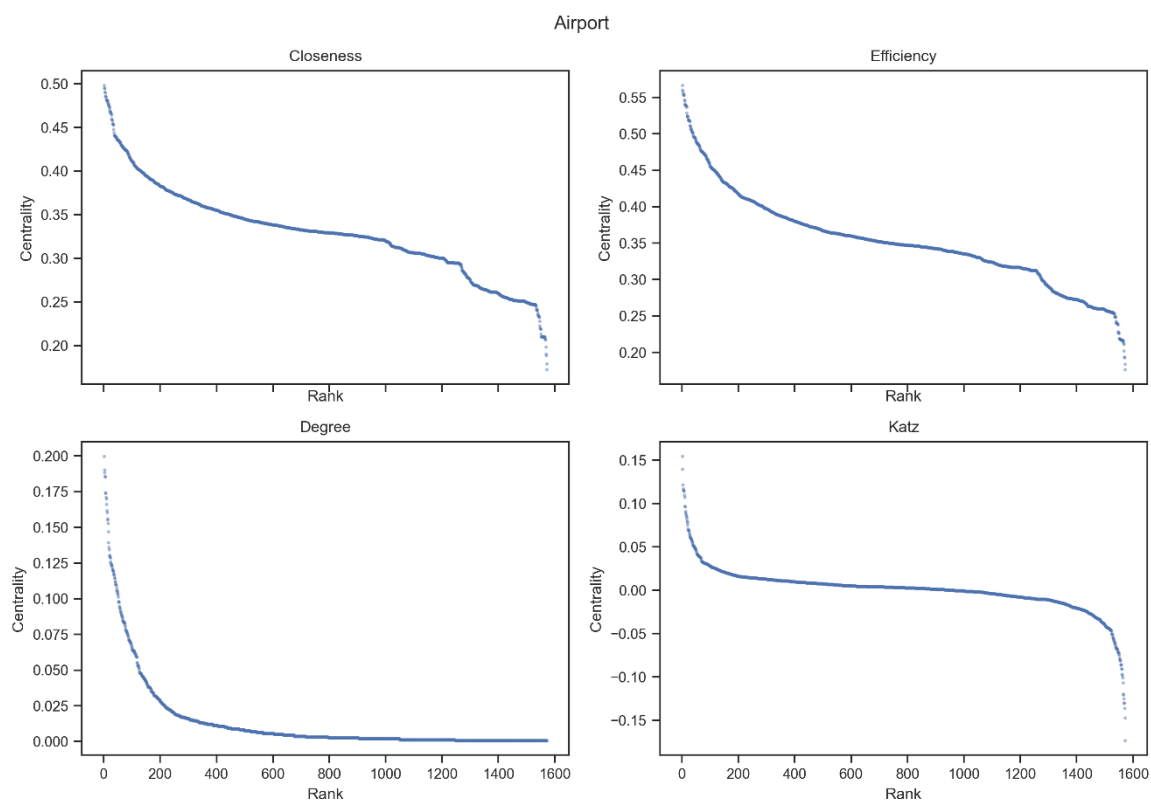 Airport
Closeness
0.50
0.45
0.40
0.35
0.30
0.25
0.20
Centrality
Rank
Efficiency
0.55
0.50
0.45
0.40
0.35
0.30
0.25
0.20
Centrality
Rank
Degree
0.200
0.175
0.150
0.125
0.100
0.075
0.050
0.025
0.000
Centrality
0 200 400 600 800 1000 1200 1400 1600
Rank
Katz
0.15
0.10
0.05
0.00
−0.05
−0.10
−0.15
Centrality
0 200 400 600 800 1000 1200 1400 1600
Rank